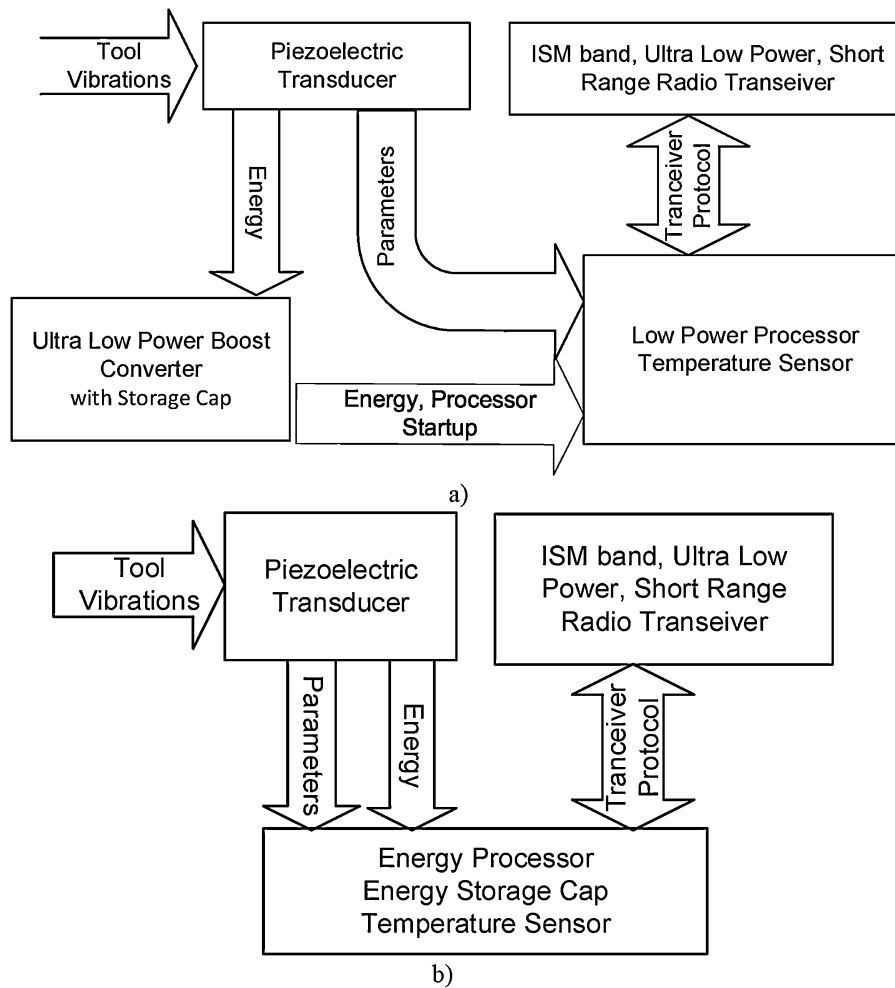 Tool
Vibrations
Piezoelectric
Transducer
ISM band, Ultra Low Power, Short
Range Radio Transeiver
Energy
Parameters
Tranceiver
Protocol
Ultra Low Power Boost
Converter
with Storage Cap
Low Power Processor
Temperature Sensor
Energy, Processor
Startup
a)
Tool
Vibrations
Piezoelectric
Transducer
ISM band, Ultra Low
Power, Short Range
Radio Transeiver
Parameters
Energy
Tranceiver
Protocol
Energy Processor
Energy Storage Cap
Temperature Sensor
b)